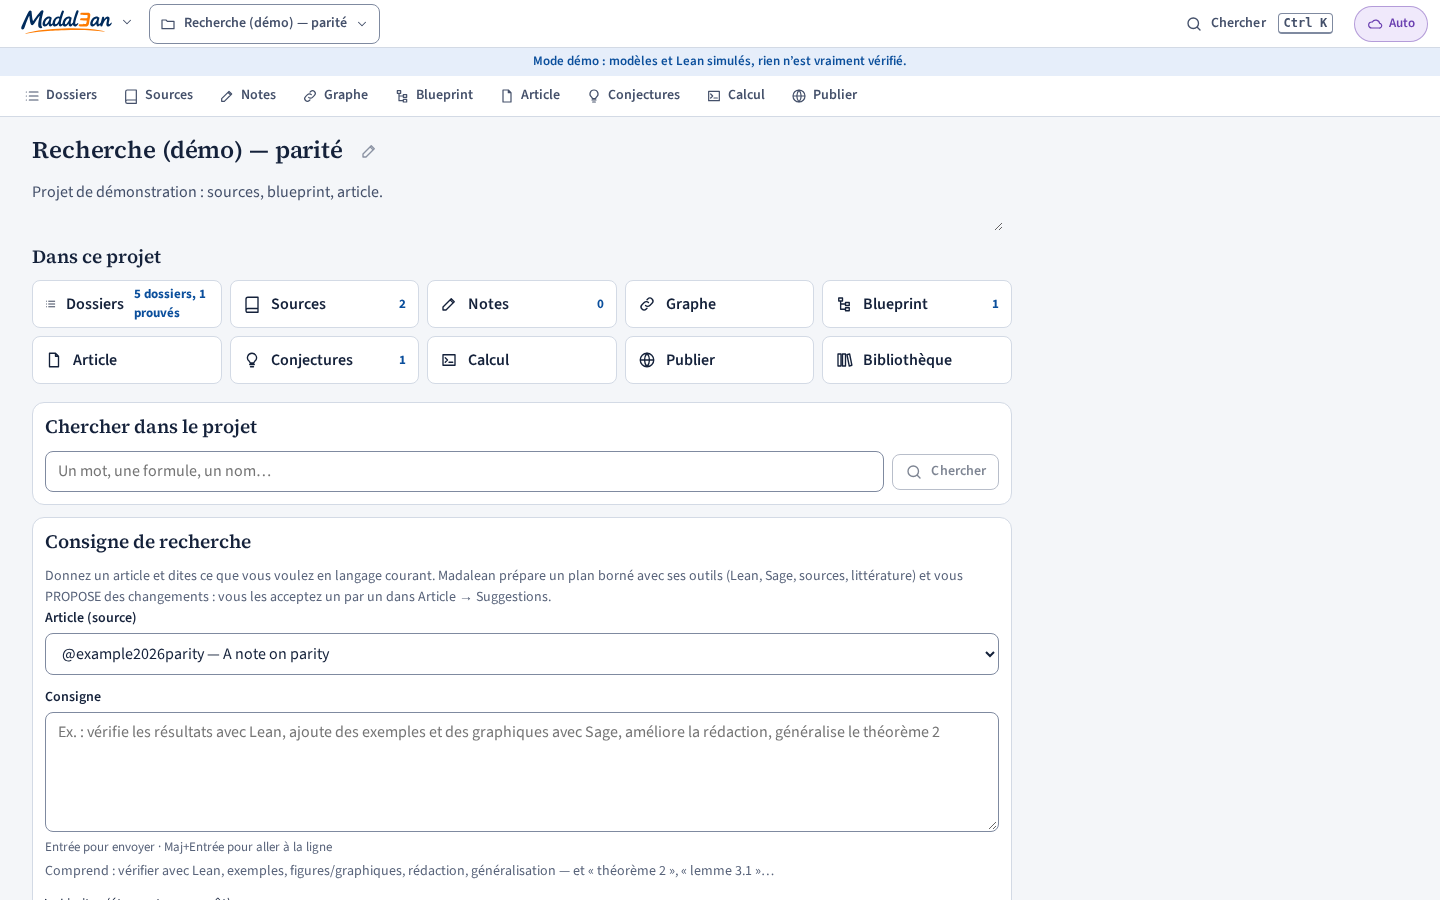 Madalean
Recherche (démo) — parité
Chercher
Ctrl K
Auto
Mode démo : modèles et Lean simulés, rien n’est vraiment vérifié.
Dossiers
Sources
Notes
Graphe
Blueprint
Article
Conjectures
Calcul
Publier
Recherche (démo) — parité
Projet de démonstration : sources, blueprint, article.
Dans ce projet
Dossiers
5 dossiers, 1
prouvés
Sources
2
Notes
0
Graphe
Blueprint
1
Article
Conjectures
1
Calcul
Publier
Bibliothèque
Chercher dans le projet
Un mot, une formule, un nom…
Chercher
Consigne de recherche
Donnez un article et dites ce que vous voulez en langage courant. Madalean prépare un plan borné avec ses outils (Lean, Sage, sources, littérature) et vous
PROPOSE des changements : vous les acceptez un par un dans Article → Suggestions.
Article (source)
@example2026parity — A note on parity
Consigne
Ex. : vérifie les résultats avec Lean, ajoute des exemples et des graphiques avec Sage, améliore la rédaction, généralise le théorème 2
Entrée pour envoyer · Maj+Entrée pour aller à la ligne
Comprend : vérifier avec Lean, exemples, figures/graphiques, rédaction, généralisation — et « théorème 2 », « lemme 3.1 »…